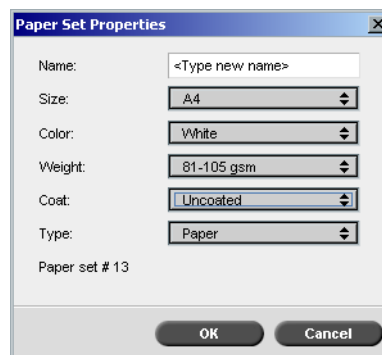 Paper Set Properties
Name: <Type new name>
Size: A4
Color: White
Weight: 81-105 gsm
Coat: Uncoated
Type: Paper
Paper set # 13
OK Cancel